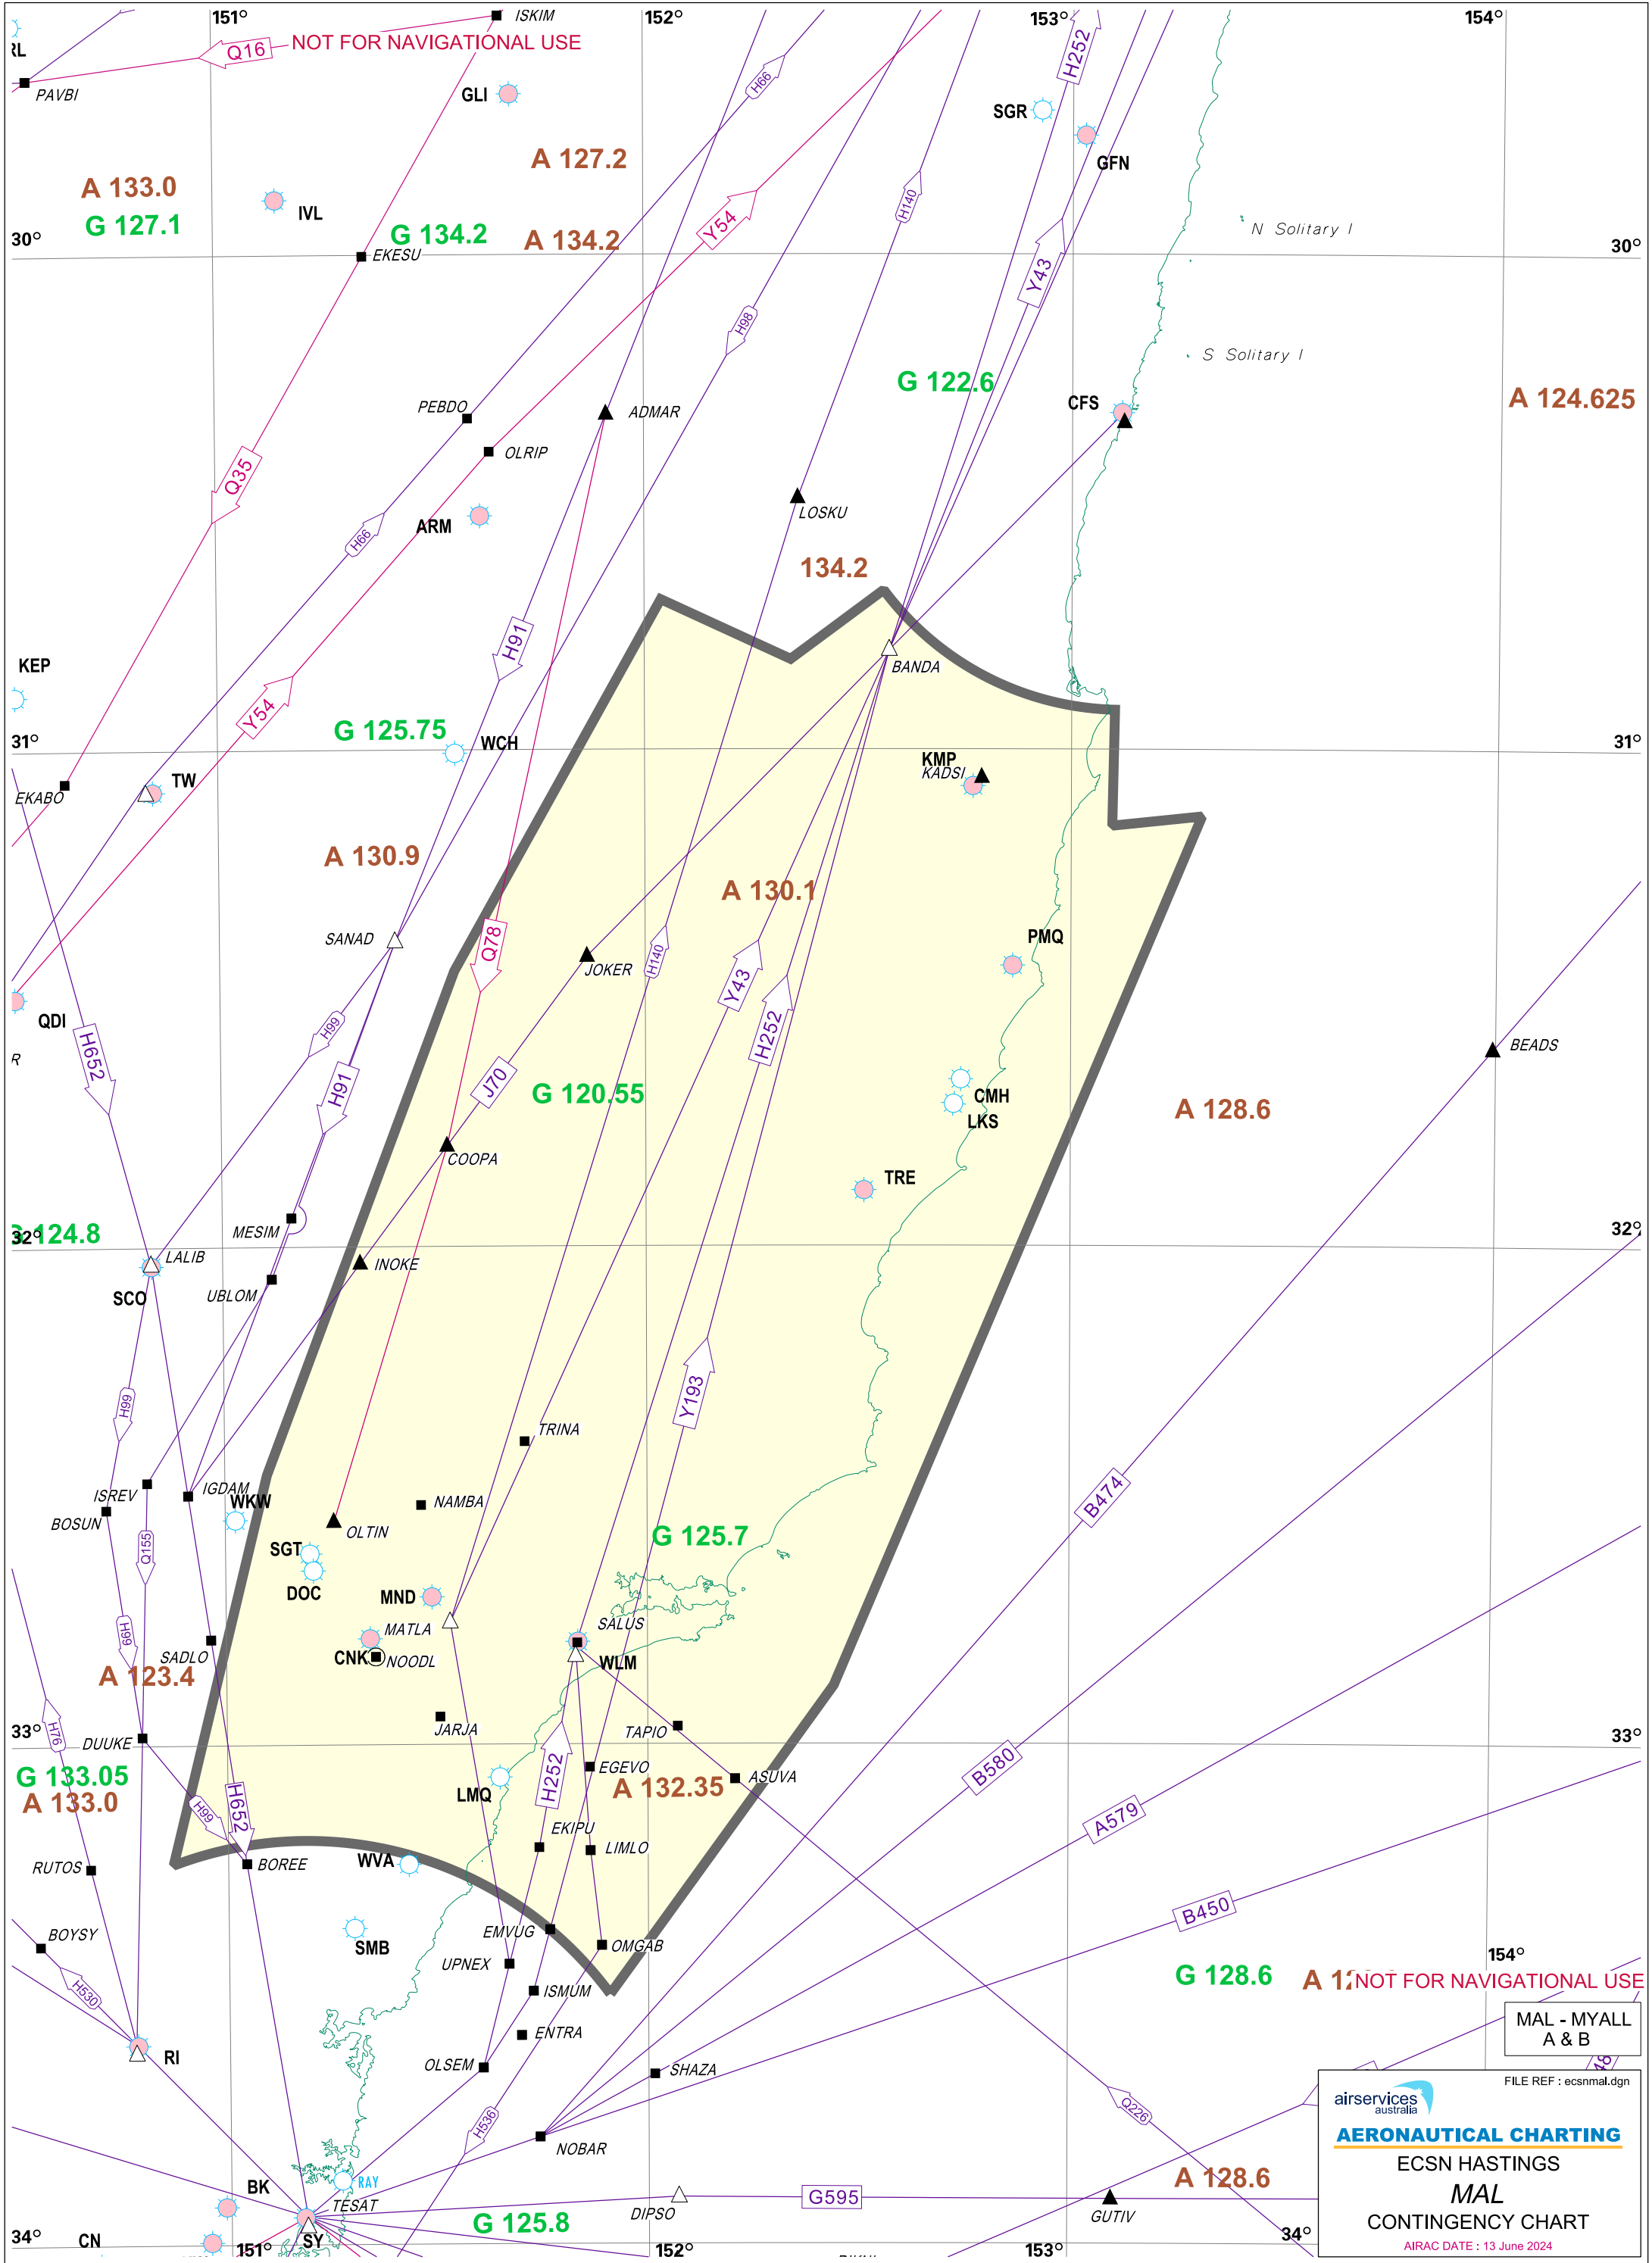 151°
152°
153°
154°
ISKIM
Q16
NOT FOR NAVIGATIONAL USE
RL
PAVBI
H66
H252
GLI
SGR
GFN
A 127.2
A 133.0
G 127.1
IVL
H140
G 134.2
A 134.2
Y54
N Solitary I
30°
30°
EKESU
Y43
H98
S Solitary I
G 122.6
PEBDO
ADMAR
CFS
A 124.625
OLRIP
Q35
LOSKU
ARM
H66
134.2
H91
KEP
BANDA
Y54
G 125.75
WCH
31°
31°
KMP
KADSI
TW
EKABO
A 130.9
A 130.1
SANAD
Q78
PMQ
H140
JOKER
Y43
QDI
H99
H652
H252
R
BEADS
H91
J70
G 120.55
CMH
LKS
A 128.6
COOPA
TRE
MESIM
124.8
32°
32°
LALIB
INOKE
SCO
UBLOM
H99
Y193
TRINA
ISREV
IGDAM
WKW
NAMBA
B474
BOSUN
OLTIN
Q155
SGT
G 125.7
DOC
MND
H99
MATLA
SALUS
SADLO
CNK
NOODL
WLM
A 123.4
H76
JARJA
TAPIO
33°
33°
DUUKE
G 133.05
A 133.0
H99
H652
LMQ
H252
EGEVO
A 132.35
ASUVA
B580
A579
EKIPU
LIMLO
RUTOS
BOREE
WVA
B450
BOYSY
SMB
EMVUG
OMGAB
UPNEX
154°
H530
ISMUM
G 128.6
A 12
NOT FOR NAVIGATIONAL USE
MAL - MYALL
A & B
ENTRA
RI
OLSEM
SHAZA
48
Q226
H536
NOBAR
FILE REF : ecsnmal.dgn
airservices
australia
AERONAUTICAL CHARTING
ECSN HASTINGS
MAL
CONTINGENCY CHART
AIRAC DATE : 13 June 2024
RAY
BK
TESAT
A 128.6
G595
DIPSO
GUTIV
G 125.8
34°
CN
SY
151°
152°
153°
34°